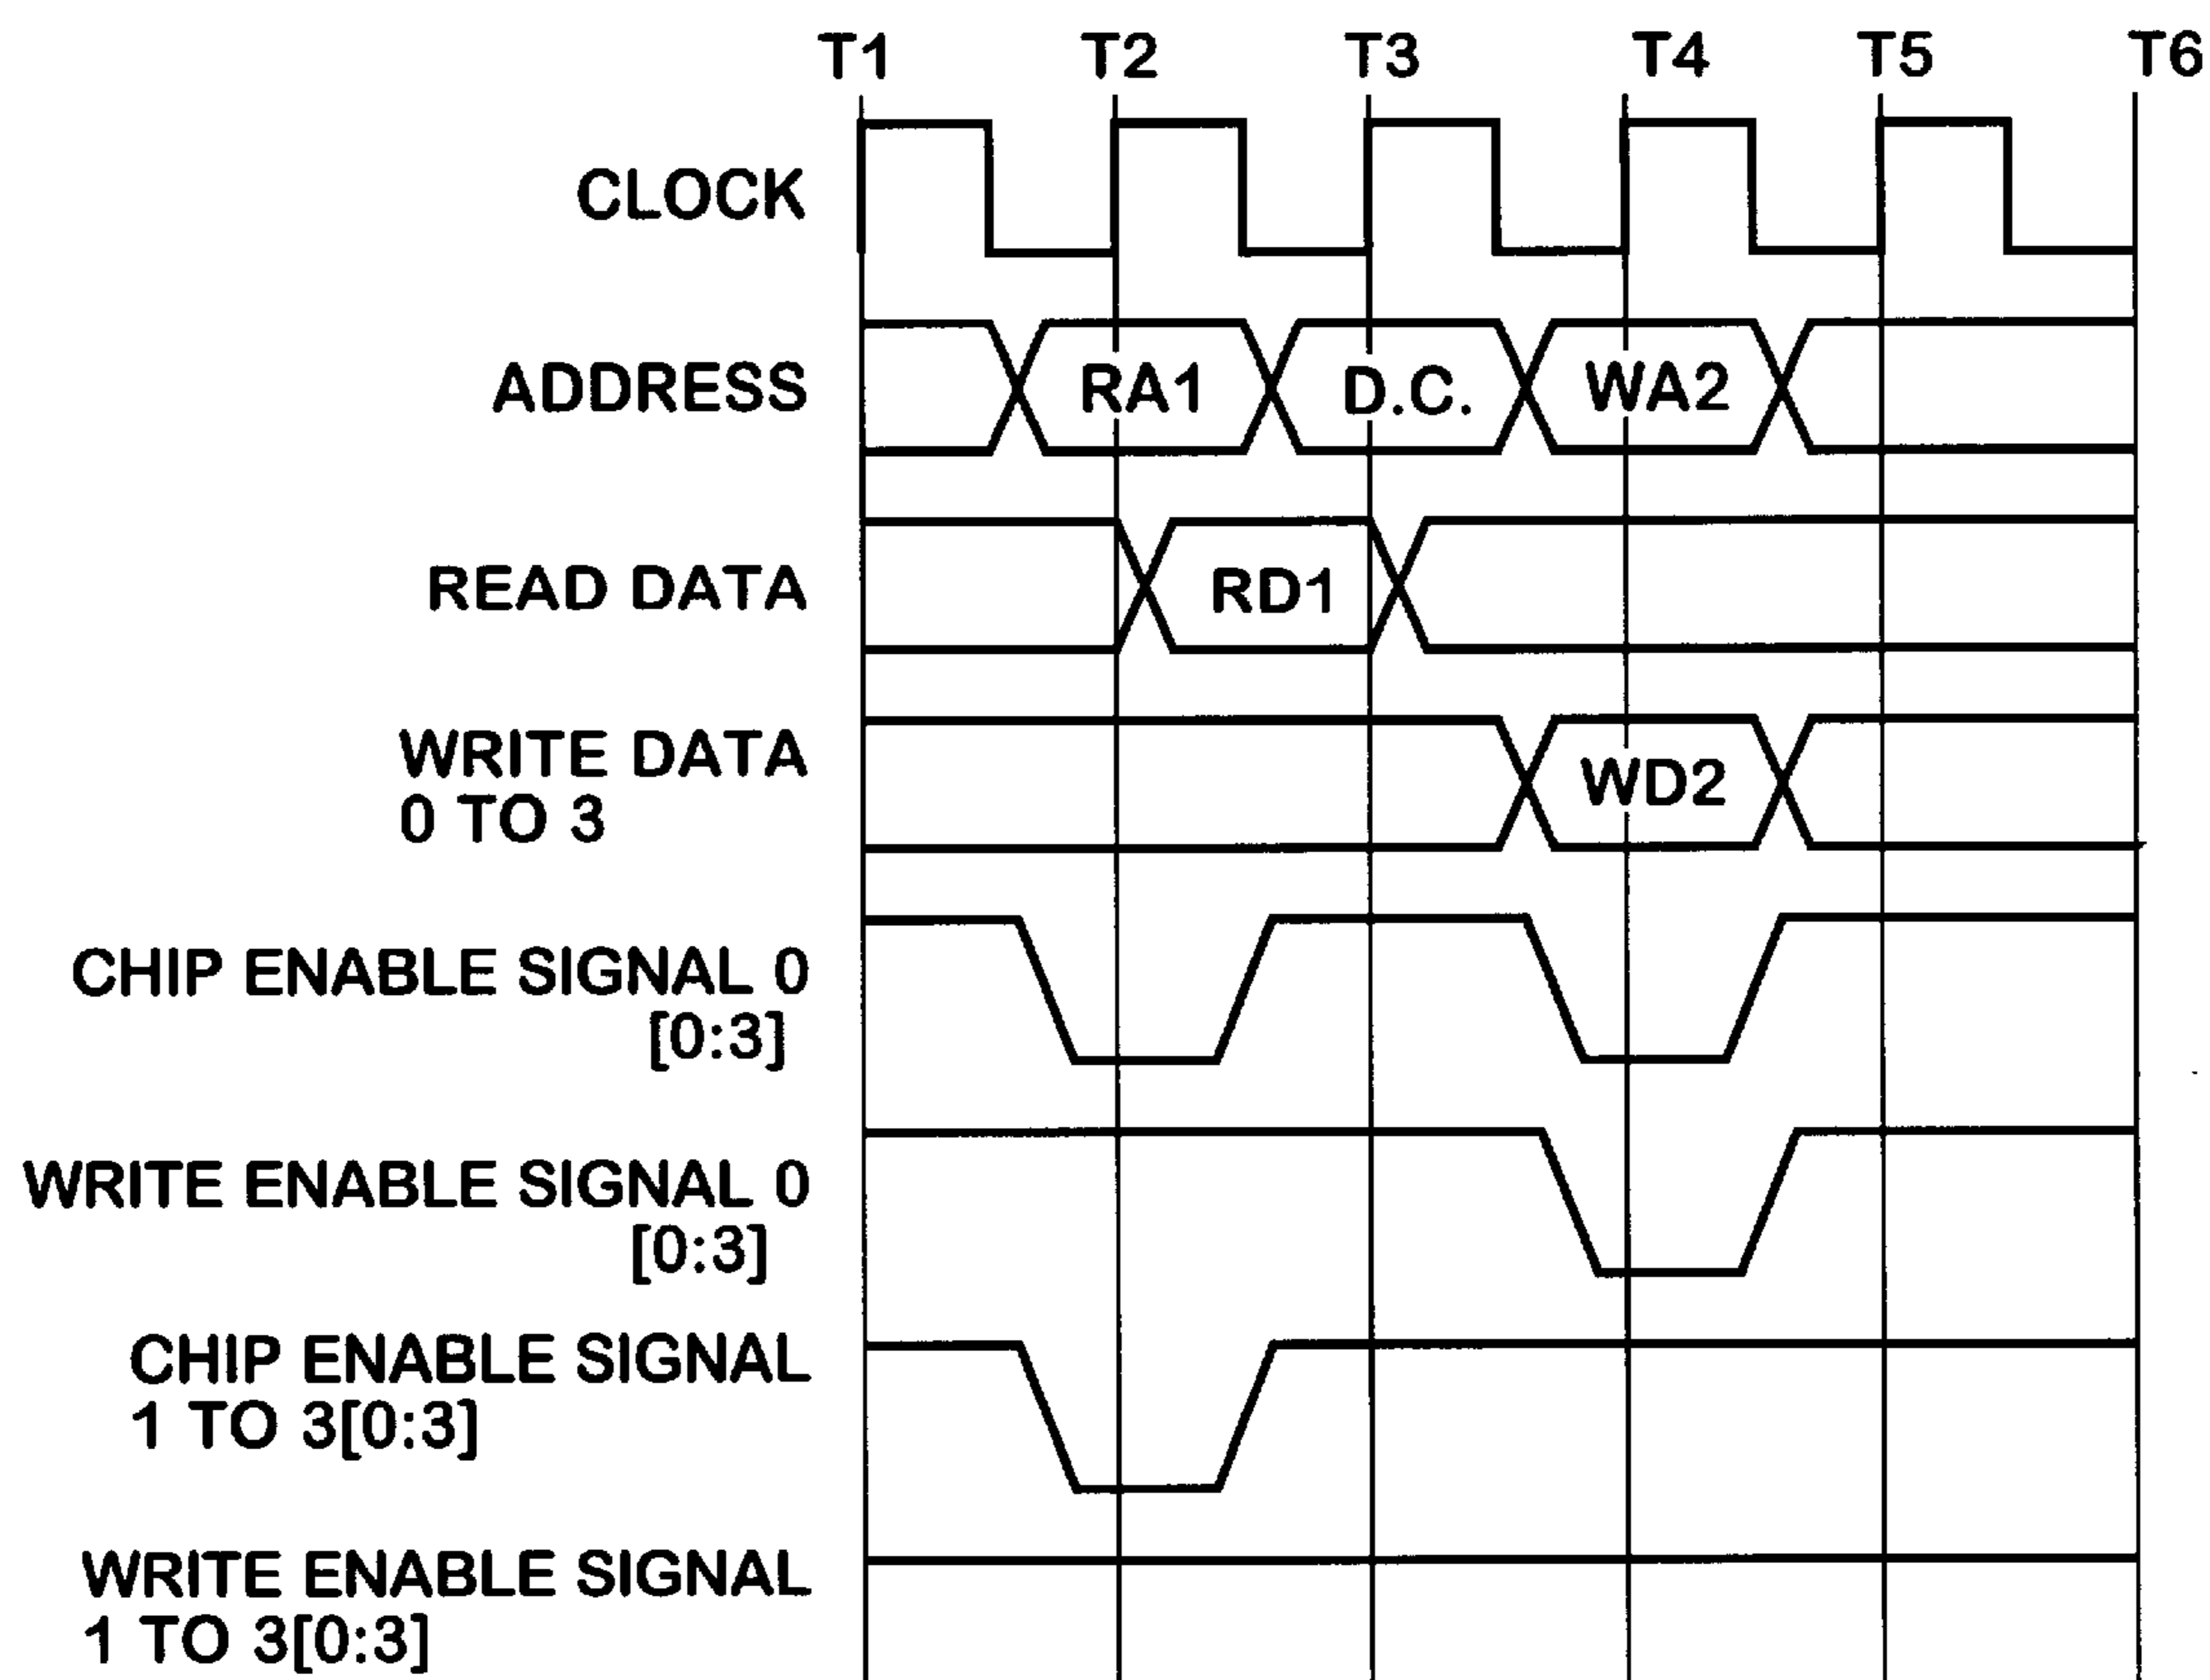 T1 T2 T3 T4 T5 T6
CLOCK
ADDRESS RA1 D.C. WA2
READ DATA RD1
WRITE DATA
0 TO 3
WD2
CHIP ENABLE SIGNAL 0
[0:3]
WRITE ENABLE SIGNAL 0
[0:3]
CHIP ENABLE SIGNAL
1 TO 3[0:3]
WRITE ENABLE SIGNAL
1 TO 3[0:3]